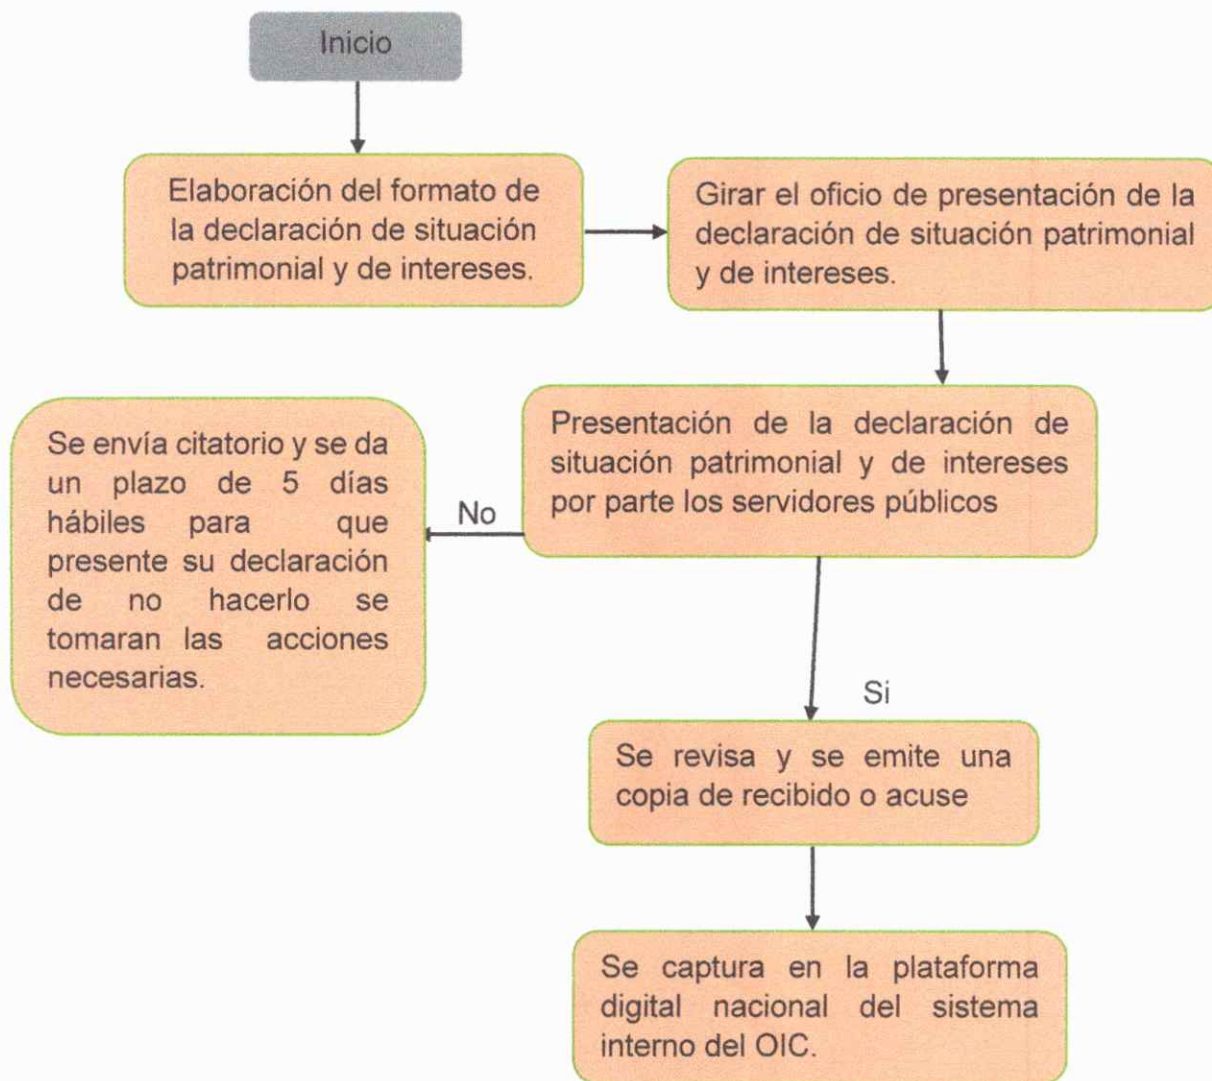 Inicio
Elaboración del formato de
la declaración de situación
patrimonial y de intereses.
Girar el oficio de presentación de la
declaración de situación patrimonial
y de intereses.
Presentación de la declaración de
situación patrimonial y de intereses
por parte los servidores públicos
No
Se envía citatorio y se da
un plazo de 5 días
hábiles para que
presente su declaración
de no hacerlo se
tomaran las acciones
necesarias.
Si
Se revisa y se emite una
copia de recibido o acuse
Se captura en la plataforma
digital nacional del sistema
interno del OIC.